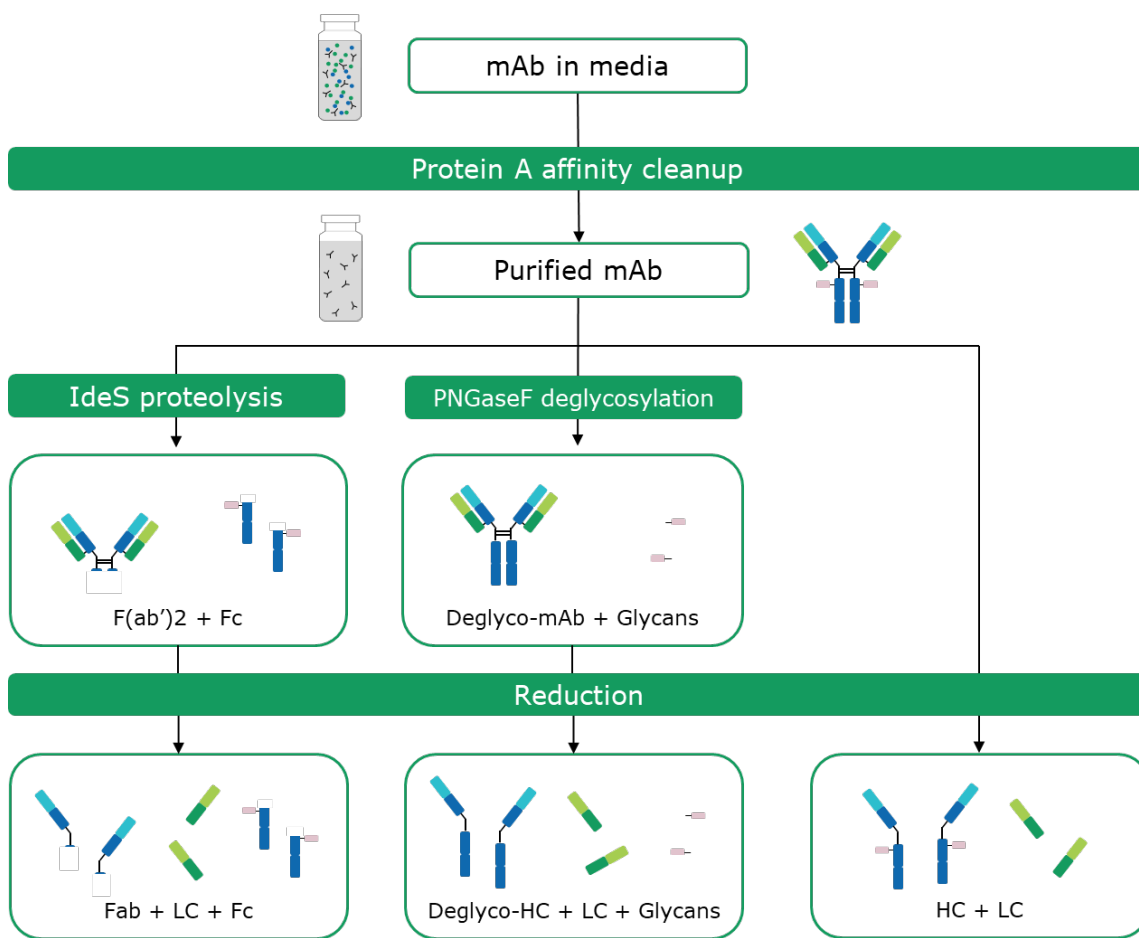 mAb in media
Protein A affinity cleanup
Purified mAb
IdeS proteolysis
PNGaseF deglycosylation
F(ab’)2 + Fc
Deglyco-mAb + Glycans
Reduction
Fab + LC + Fc
Deglyco-HC + LC + Glycans
HC + LC